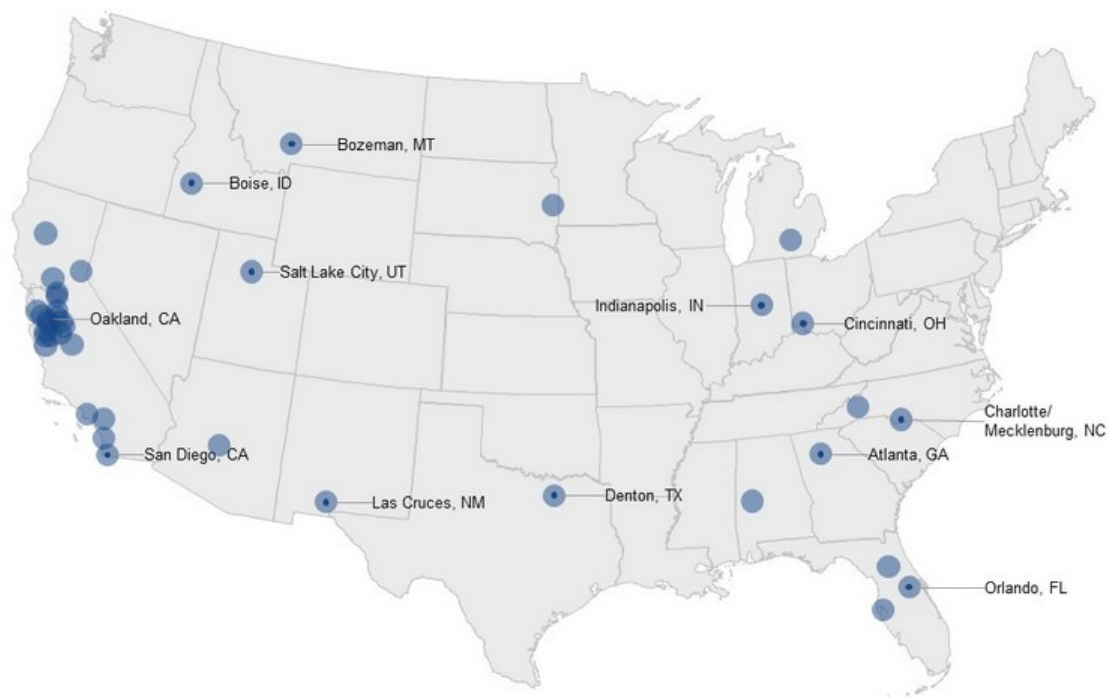 Bozeman, MT
Boise, ID
Salt Lake City, UT
Oakland, CA
Indianapolis, IN
Cincinnati, OH
Charlotte/
Mecklenburg, NC
San Diego, CA
Atlanta, GA
Las Cruces, NM
Denton, TX
Orlando, FL